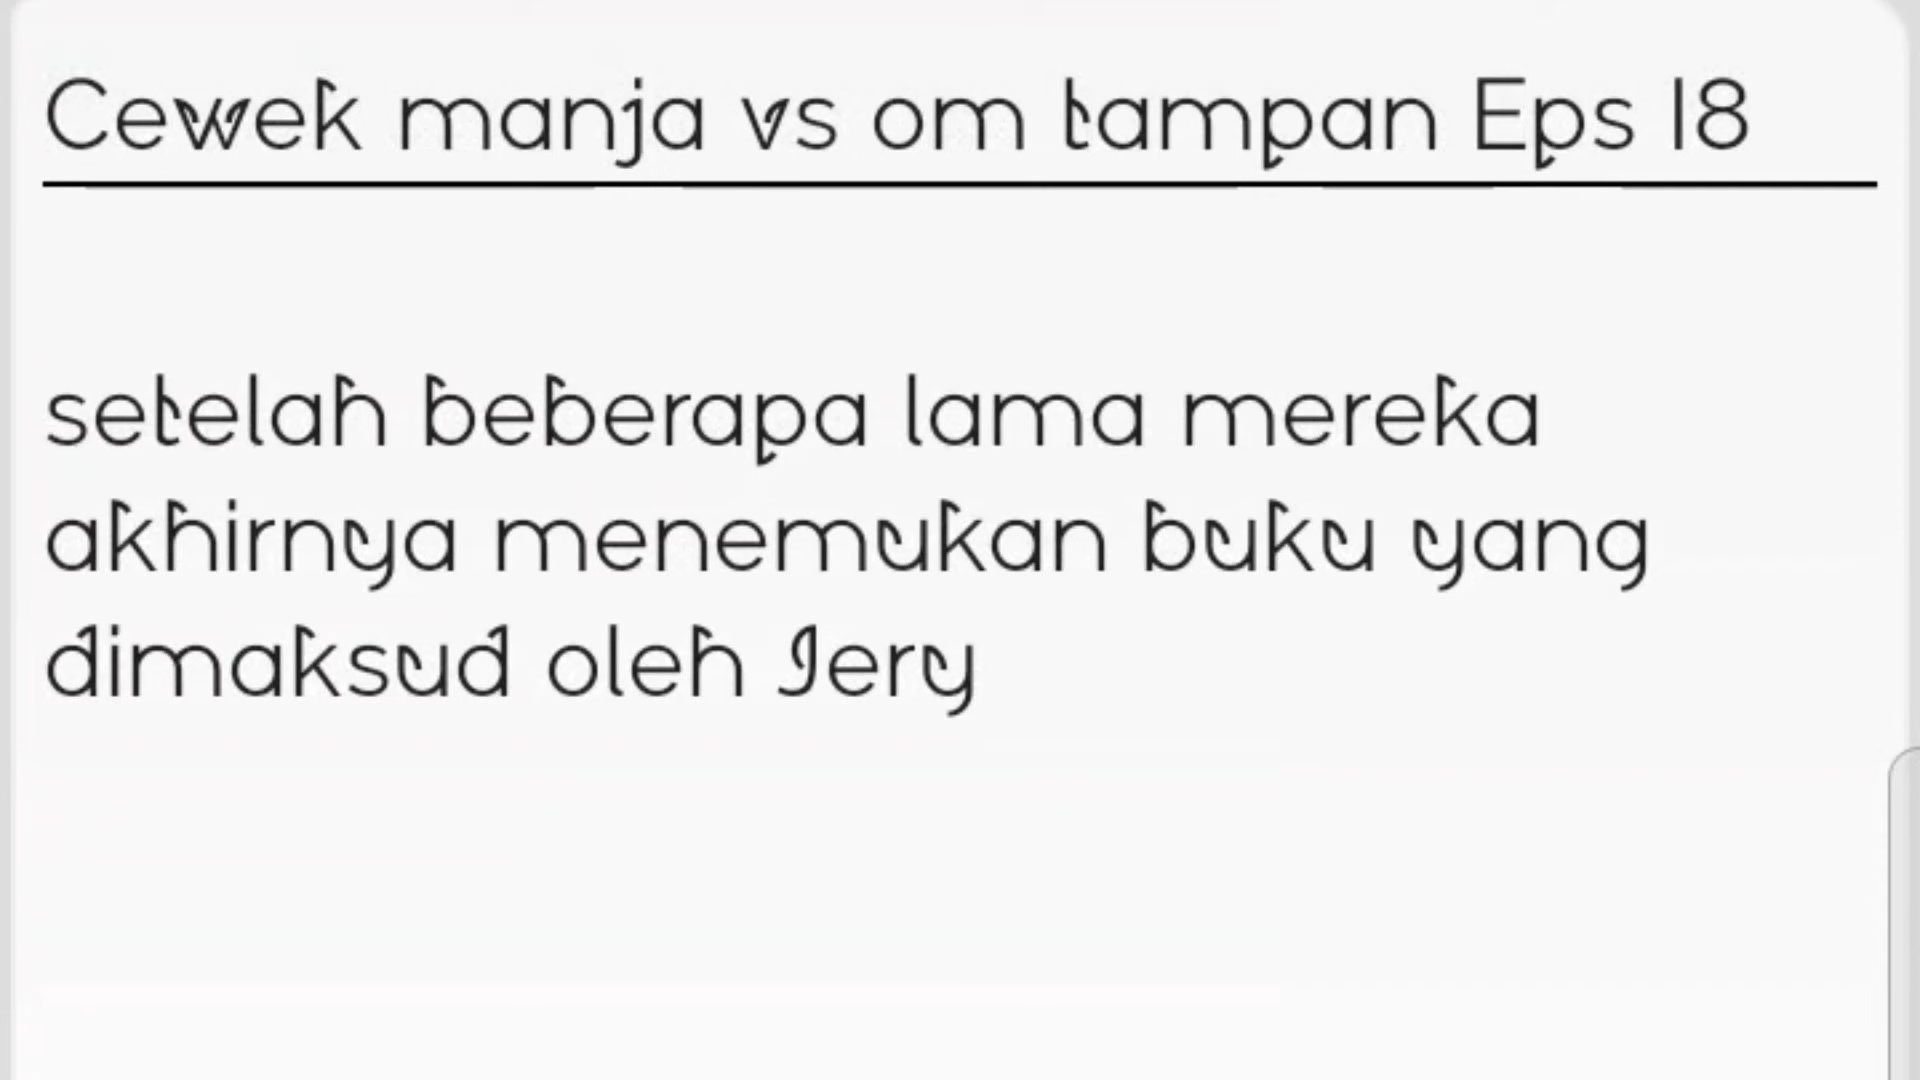 Cewek manja vs om tampan Eps 18
setelah beberapa lama mereka
akhirnya menemukan buku yang
dimaksud oleh Jery